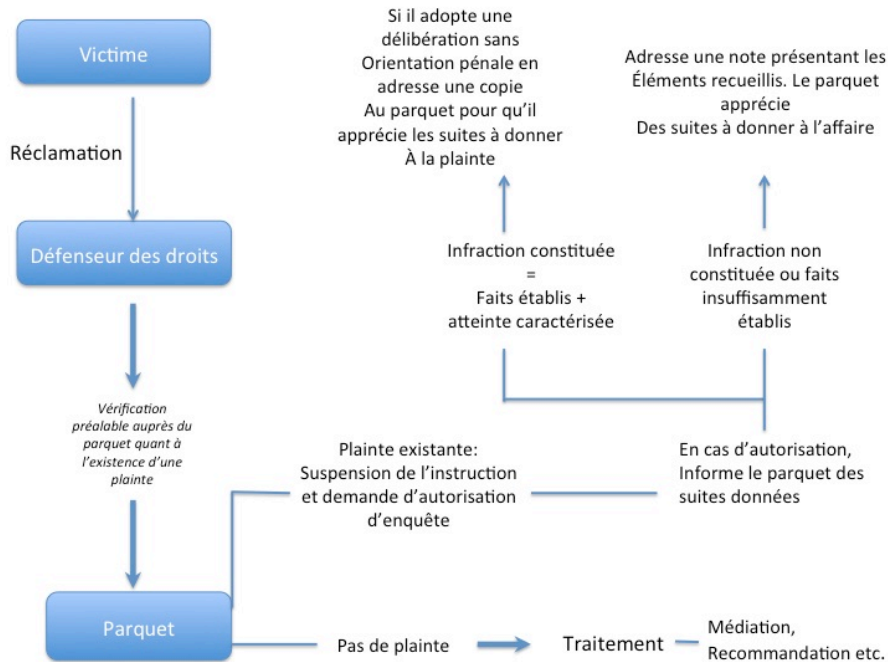 Victime
Réclamation
Défenseur des droits
Vérification
préalable auprès du
parquet quant à
l'existence d'une
plainte
Parquet
Si il adopte une
délibération sans
Orientation pénale en
adresse une copie
Au parquet pour qu'il
apprécie les suites à donner
À la plainte
Adresse une note présentant les
Éléments recueillis. Le parquet
apprécie
Des suites à donner à l'affaire
Infraction constituée
=
Faits établis +
atteinte caractérisée
Infraction non
constituée ou faits
insuffisamment
établis
Plainte existante:
Suspension de l'instruction
et demande d'autorisation
d'enquête
En cas d'autorisation,
Informe le parquet des
suites données
Pas de plainte
Traitement
Médiation,
Recommandation etc.